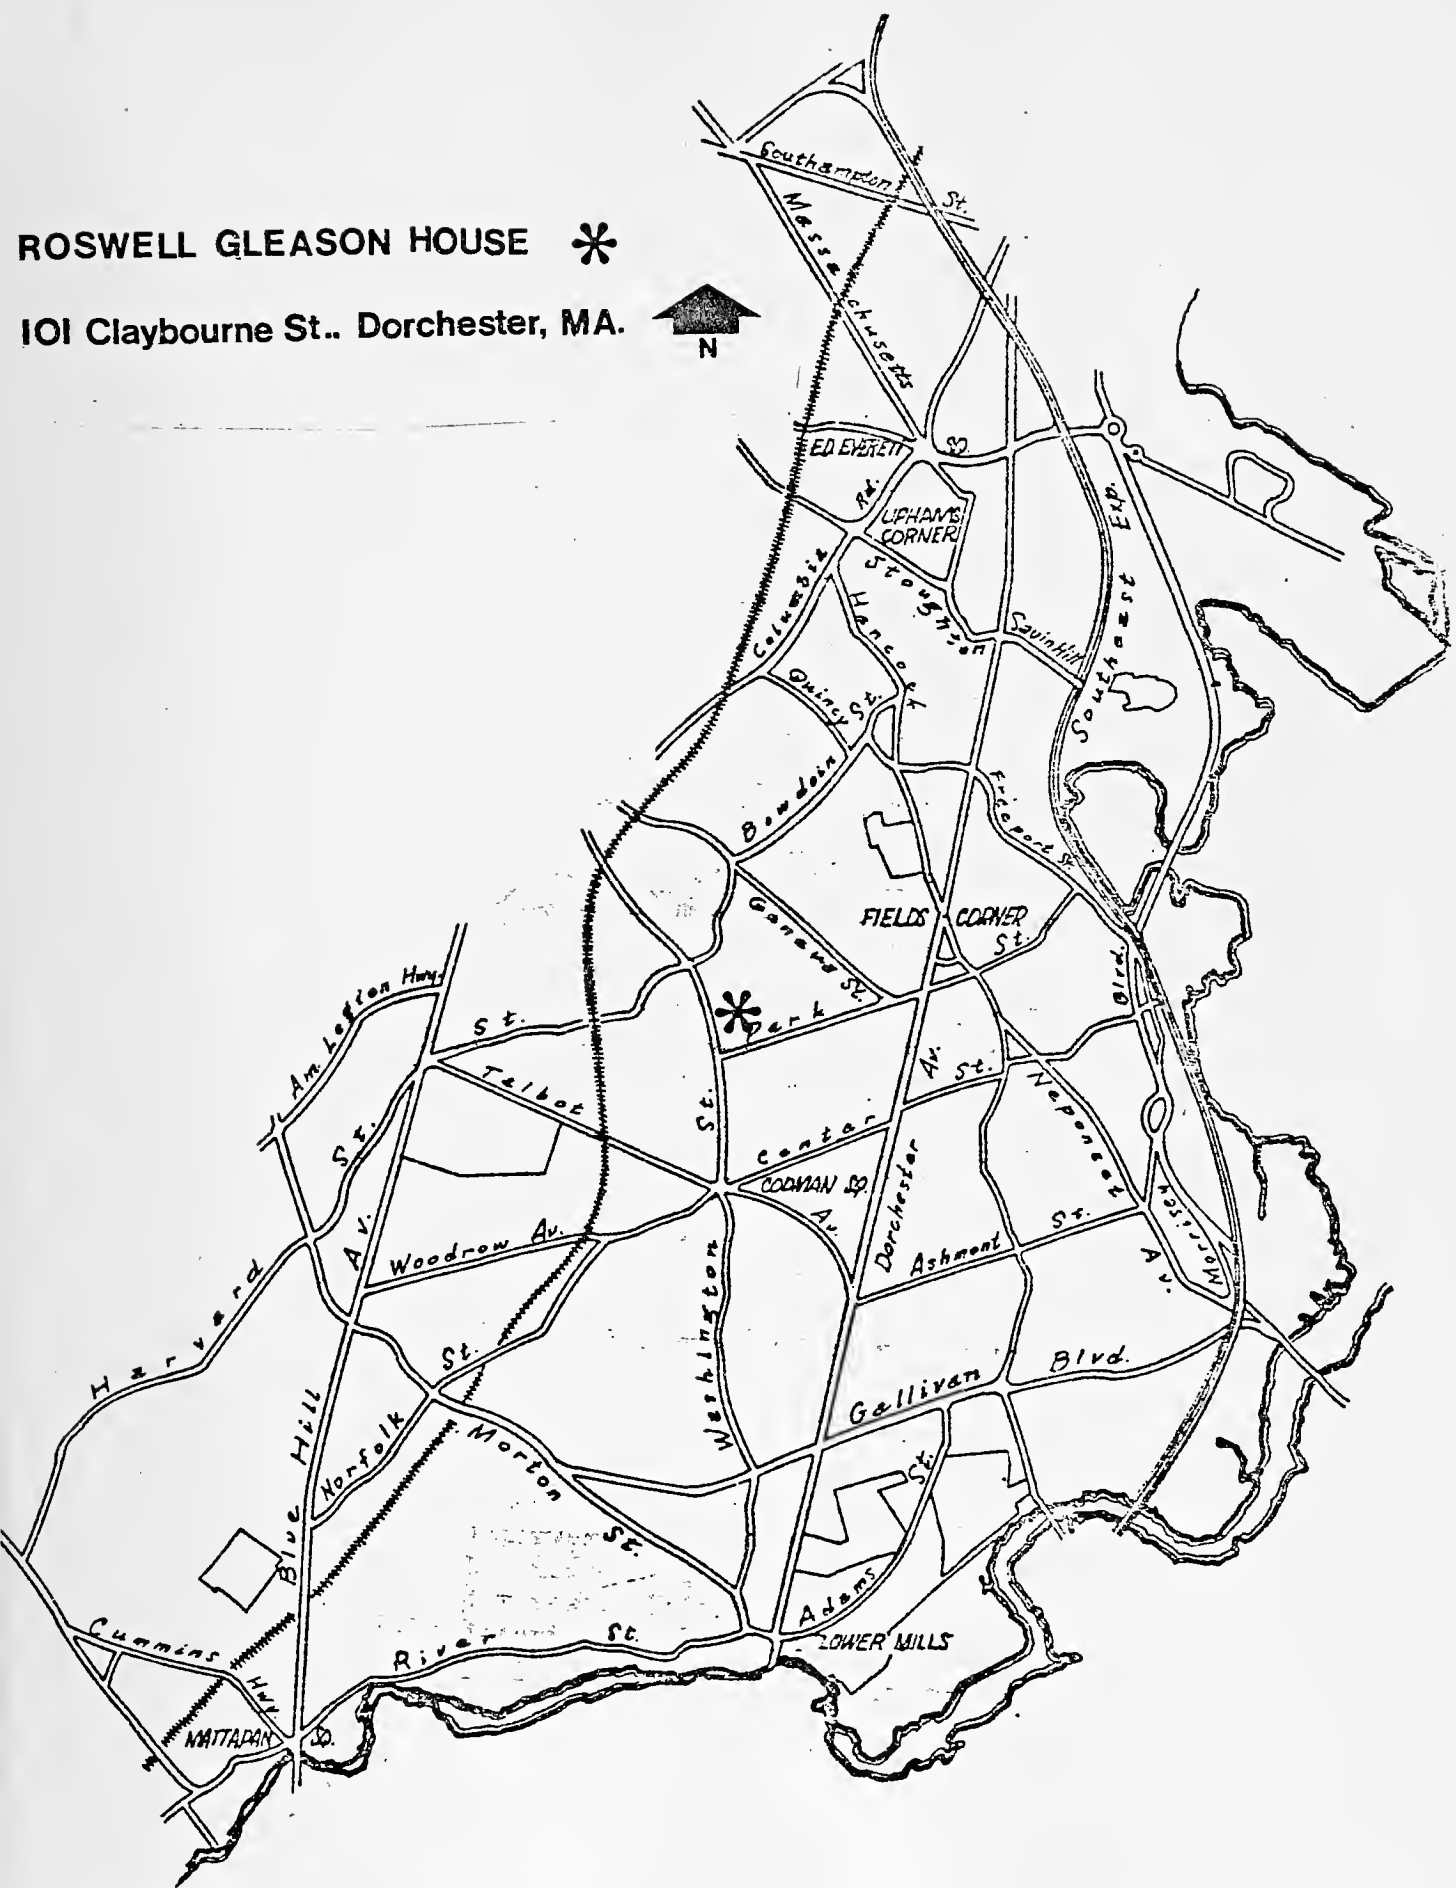 ROSWELL GLEASON HOUSE *
101 Claybourne St.. Dorchester, MA.
N
Southampton St.
Massachusetts
ED EVERETT SQ.
Rd.
UPHAMS
CORNER
Columbia
Stoughton
Hancock
Savin Hill
Southeast Exp.
Quincy St.
Bowdoin
Freeport St.
FIELDS CORNER
Geneva St.
St.
Blvd.
Park
Am. Legion Hwy.
St.
Talbot
St.
Av.
St.
Neponset
St.
Center
CODMAN SQ.
Av.
Dorchester
Ashmont St.
Morrisey
Av.
Woodrow Av.
Av.
Harvard
Washington
St.
Gallivan Blvd.
Hill
Norfolk
Morton
St.
St.
Blue
Adams
LOWER MILLS
River St.
Cummins
Hwy.
MATTAPAN SQ.